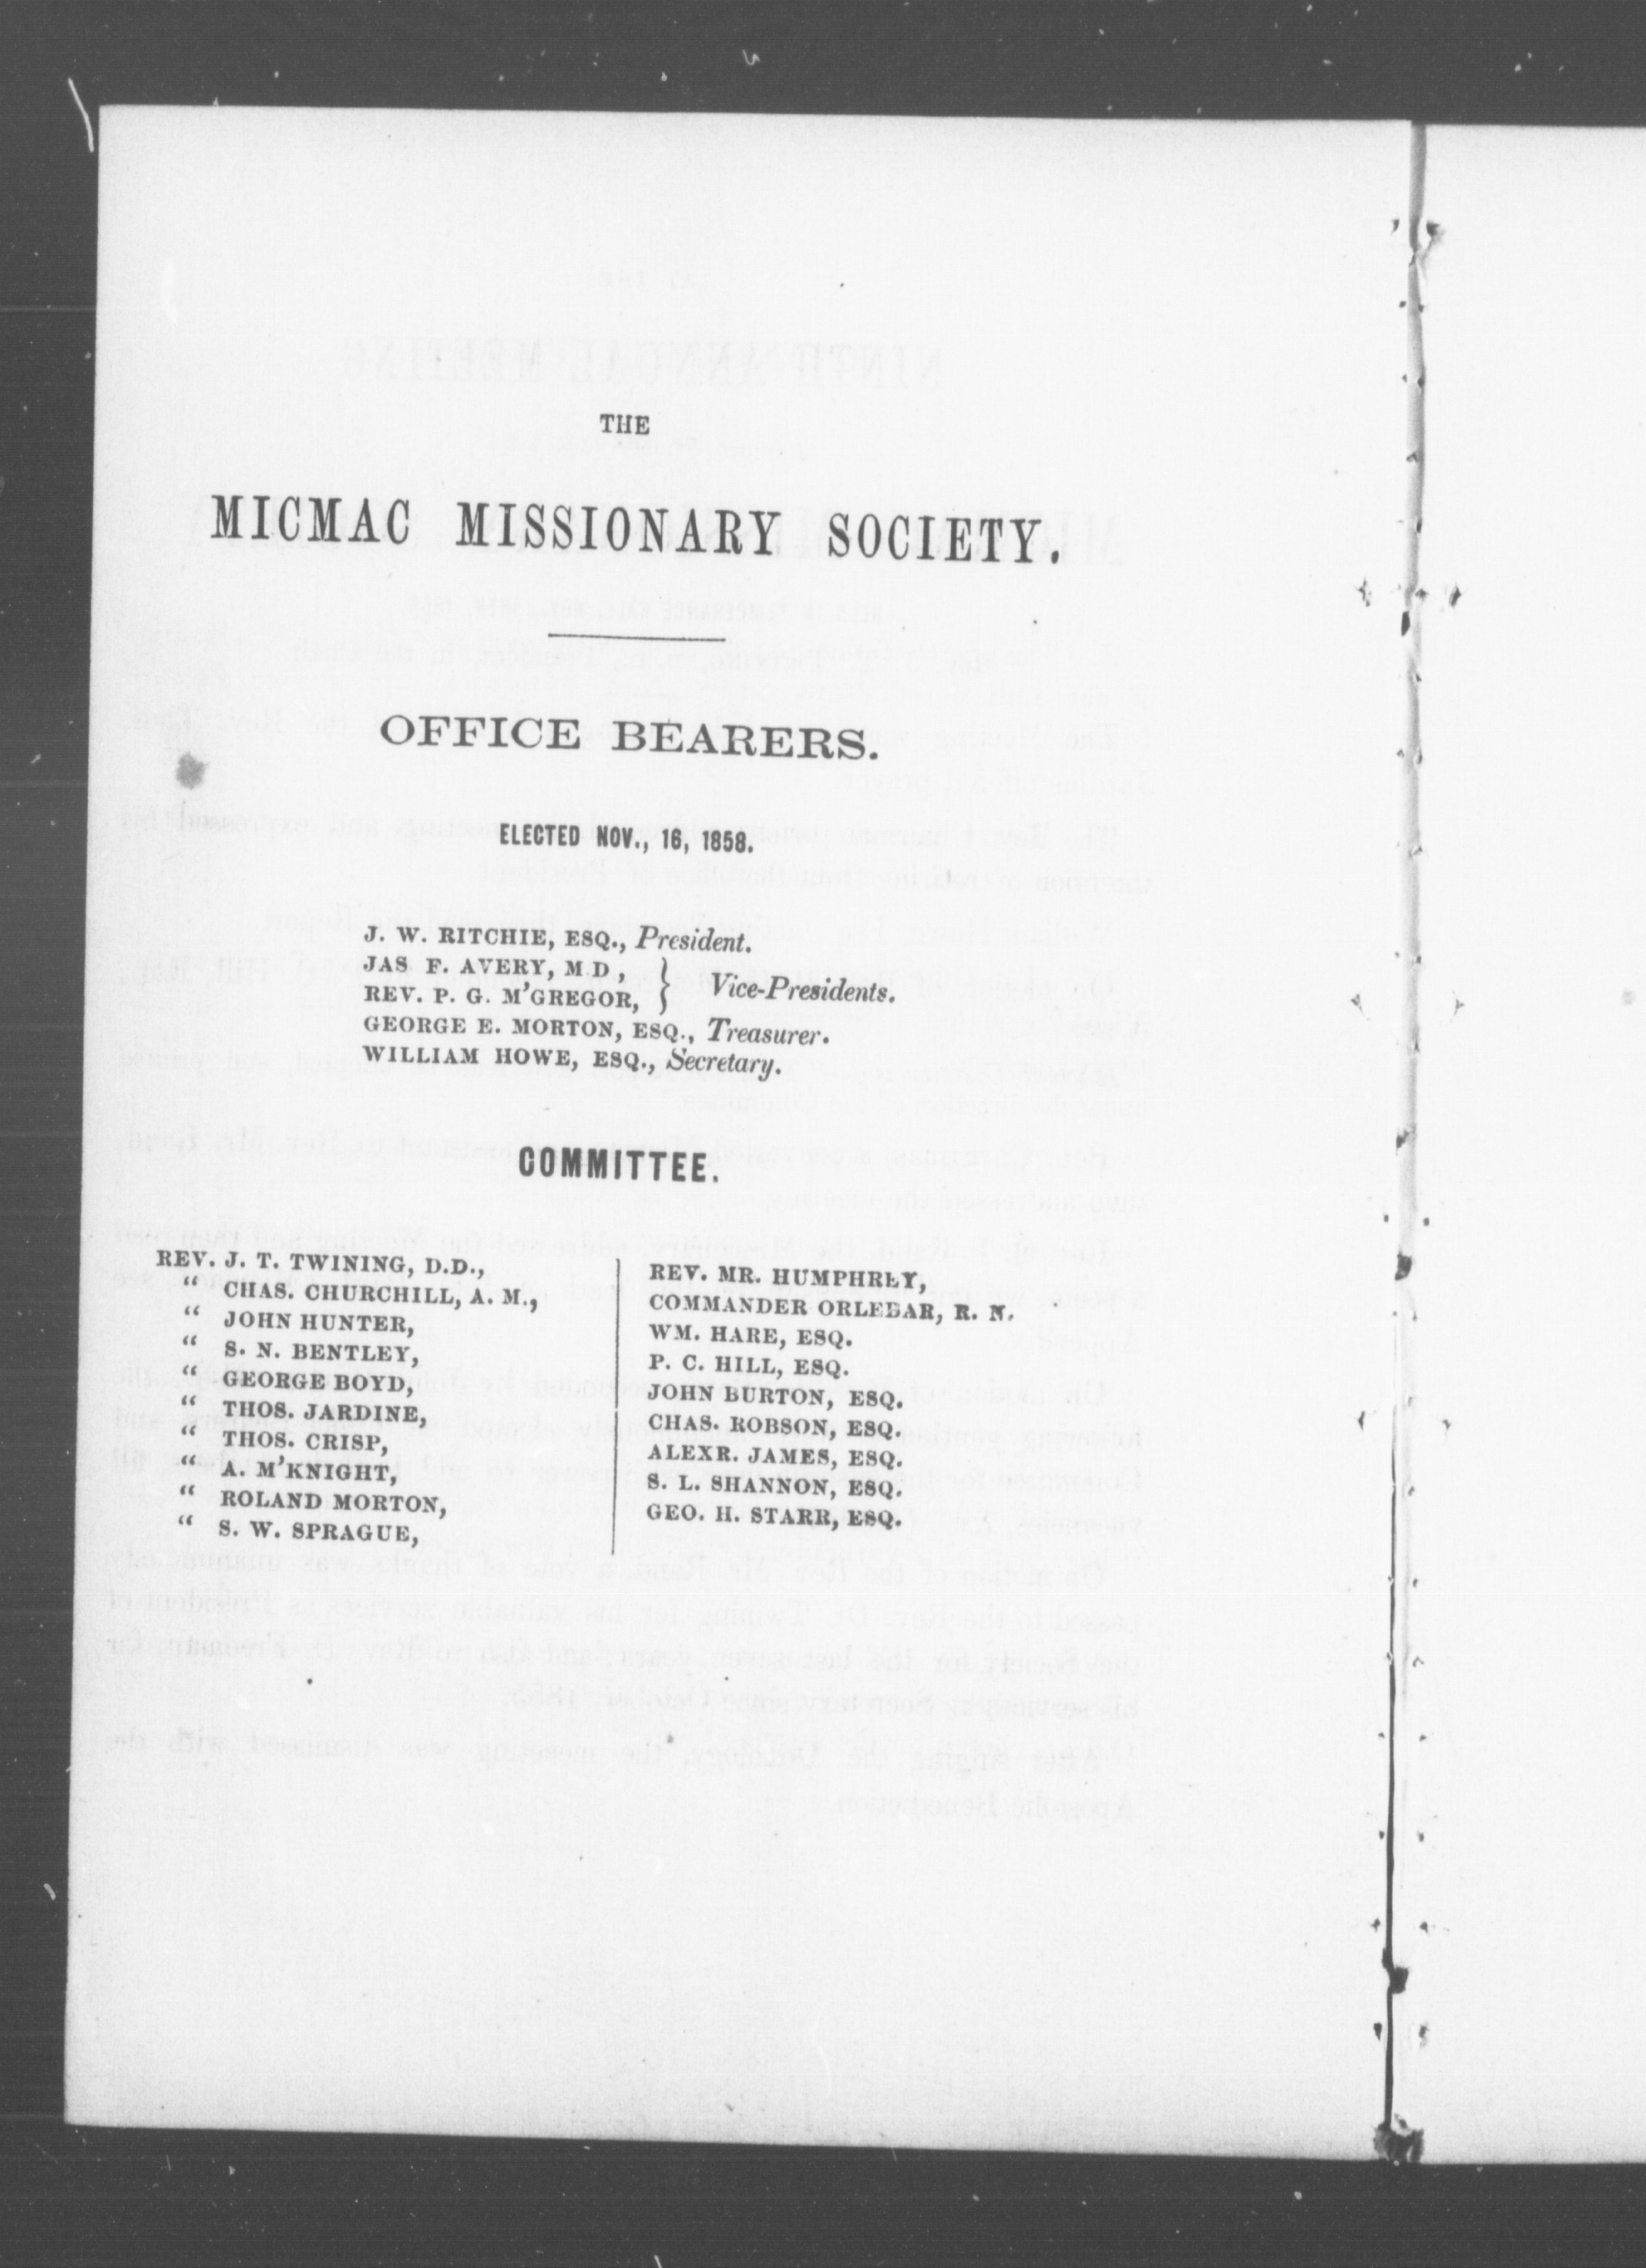 THE
MICMAC MISSIONARY SOCIETY.
OFFICE BEARERS.
ELECTED NOV., 16, 1858.
J. W. RITCHIE, ESQ., President.
JAS F. AVERY, M D ,
REV. P. G. M'GREGOR, } Vice-Presidents.
GEORGE E. MORTON, ESQ., Treasurer.
WILLIAM HOWE, ESQ., Secretary.
COMMITTEE.
REV. J. T. TWINING, D.D.,
" CHAS. CHURCHILL, A. M.,
" JOHN HUNTER,
" S. N. BENTLEY,
" GEORGE BOYD,
" THOS. JARDINE,
" THOS. CRISP,
" A. M'KNIGHT,
" ROLAND MORTON,
" S. W. SPRAGUE,
REV. MR. HUMPHREY,
COMMANDER ORLEBAR, R. N.
WM. HARE, ESQ.
P. C. HILL, ESQ.
JOHN BURTON, ESQ.
CHAS. ROBSON, ESQ.
ALEXR. JAMES, ESQ.
S. L. SHANNON, ESQ.
GEO. H. STARR, ESQ.